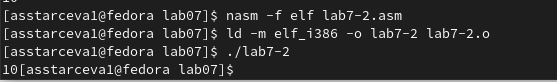 [asstarceva1@fedora lab07]$ nasm -f elf lab7-2.asm
[asstarceva1@fedora lab07]$ ld -m elf_i386 -o lab7-2 lab7-2.o
[asstarceva1@fedora lab07]$ ./lab7-2
10[asstarceva1@fedora lab07]$